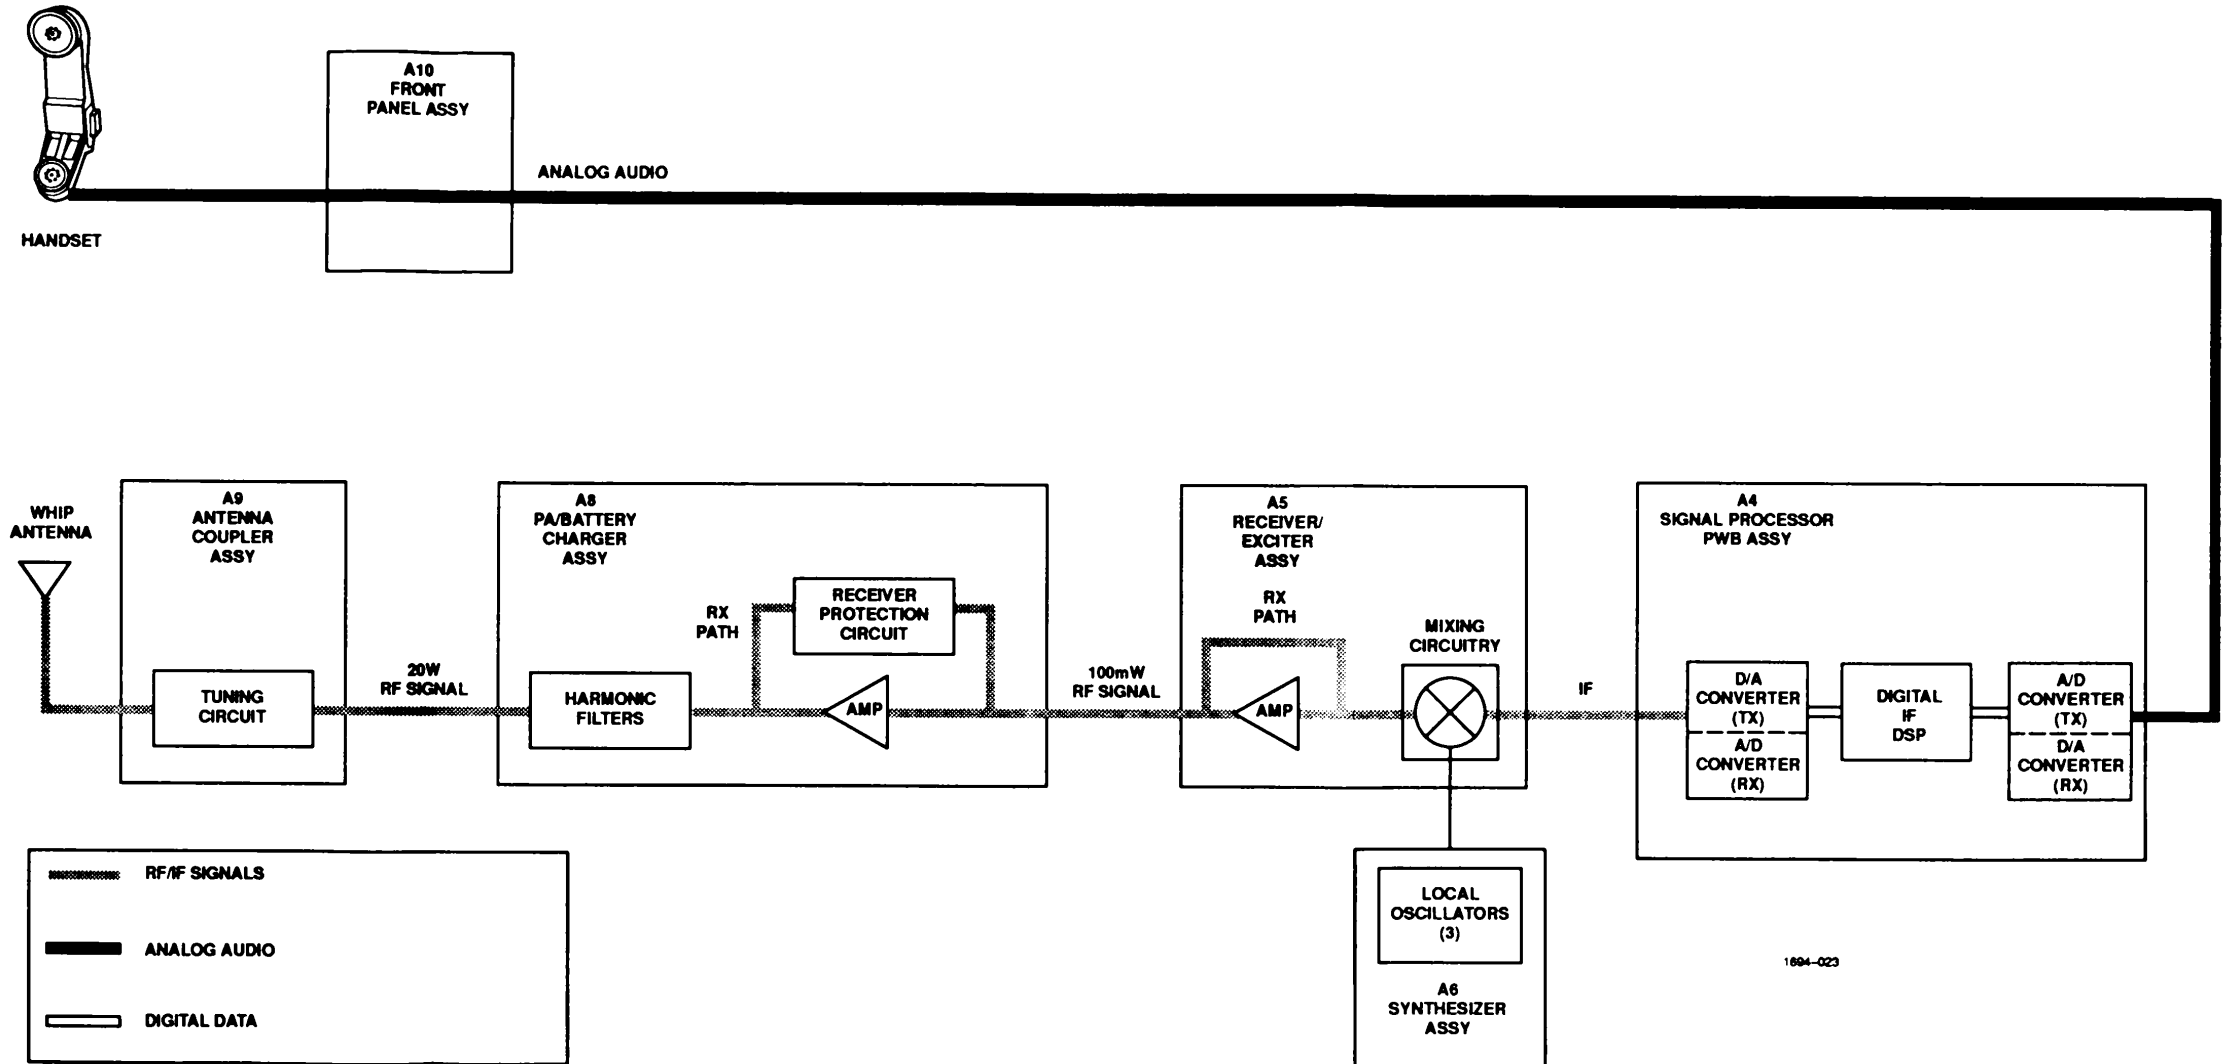 A10
FRONT
PANEL ASSY
ANALOG AUDIO
HANDSET
WHIP
ANTENNA
A9
ANTENNA
COUPLER
ASSY
TUNING
CIRCUIT
20W
RF SIGNAL
A8
PA/BATTERY
CHARGER
ASSY
RX
PATH
RECEIVER
PROTECTION
CIRCUIT
HARMONIC
FILTERS
AMP
100mW
RF SIGNAL
A5
RECEIVER/
EXCITER
ASSY
RX
PATH
AMP
MIXING
CIRCUITRY
IF
A4
SIGNAL PROCESSOR
PWB ASSY
D/A
CONVERTER
(TX)
A/D
CONVERTER
(RX)
DIGITAL
IF
DSP
A/D
CONVERTER
(TX)
D/A
CONVERTER
(RX)
LOCAL
OSCILLATORS
(3)
A6
SYNTHESIZER
ASSY
RF/IF SIGNALS
ANALOG AUDIO
DIGITAL DATA
1694-023